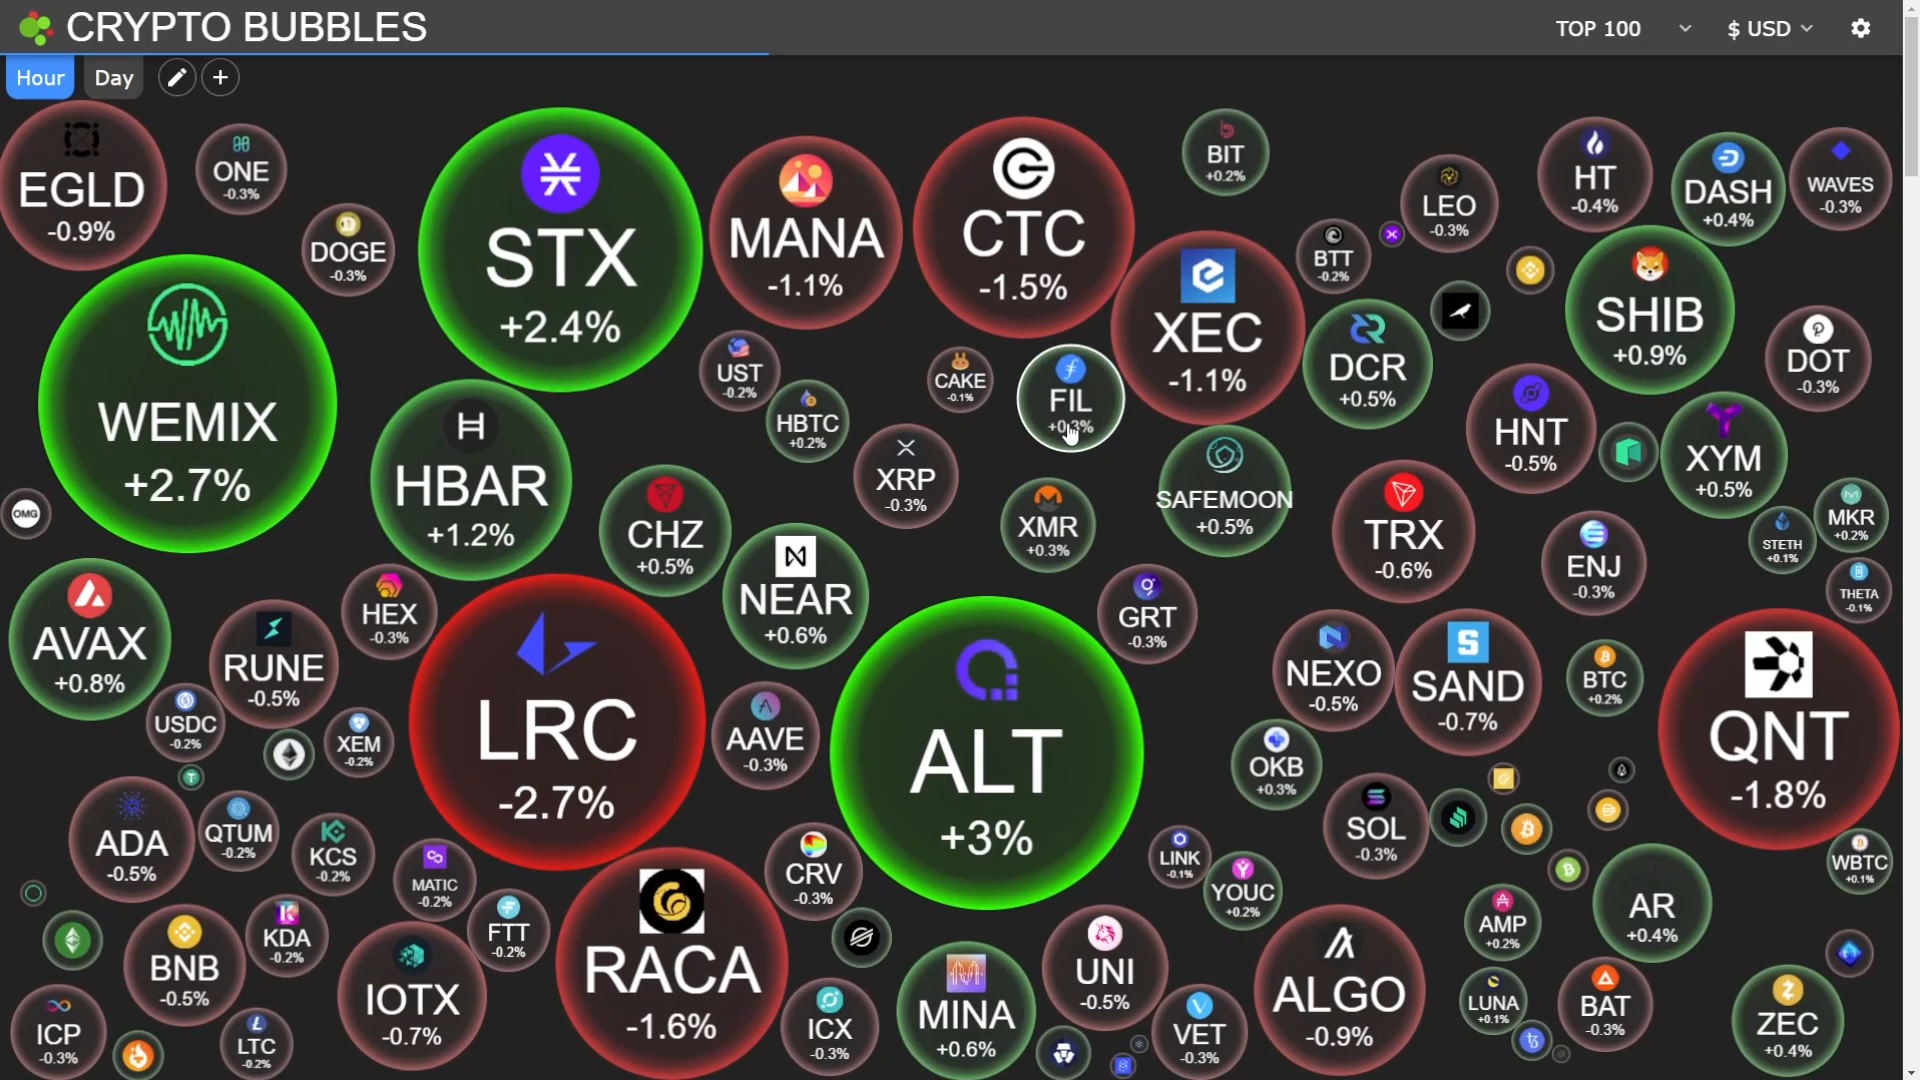 CRYPTO BUBBLES
TOP 100
$ USD
Hour
Day
EGLD
-0.9%
ONE
-0.3%
DOGE
-0.3%
STX
+2.4%
MANA
-1.1%
CTC
-1.5%
BIT
+0.2%
LEO
-0.3%
HT
-0.4%
DASH
+0.4%
WAVES
-0.3%
BTT
-0.2%
XEC
-1.1%
SHIB
+0.9%
DOT
-0.3%
WEMIX
+2.7%
UST
-0.2%
HBTC
+0.2%
CAKE
-0.1%
FIL
+0.3%
DCR
+0.5%
HNT
-0.5%
XYM
+0.5%
OMG
HBAR
+1.2%
CHZ
+0.5%
XRP
-0.3%
XMR
+0.3%
SAFEMOON
+0.5%
TRX
-0.6%
ENJ
-0.3%
STETH
+0.1%
MKR
+0.2%
THETA
-0.1%
AVAX
+0.8%
RUNE
-0.5%
HEX
-0.3%
NEAR
+0.6%
GRT
-0.3%
NEXO
-0.5%
SAND
-0.7%
BTC
+0.2%
QNT
-1.8%
USDC
-0.2%
XEM
-0.2%
LRC
-2.7%
AAVE
-0.3%
ALT
+3%
OKB
+0.3%
SOL
-0.3%
ADA
-0.5%
QTUM
-0.2%
KCS
-0.2%
MATIC
-0.2%
CRV
-0.3%
LINK
-0.1%
YOUC
+0.2%
WBTC
+0.1%
AMP
+0.2%
AR
+0.4%
BNB
-0.5%
KDA
-0.2%
FTT
-0.2%
RACA
-1.6%
IOTX
-0.7%
ICX
-0.3%
MINA
+0.6%
UNI
-0.5%
VET
-0.3%
ALGO
-0.9%
LUNA
+0.1%
BAT
-0.3%
ZEC
+0.4%
ICP
-0.3%
LTC
-0.2%